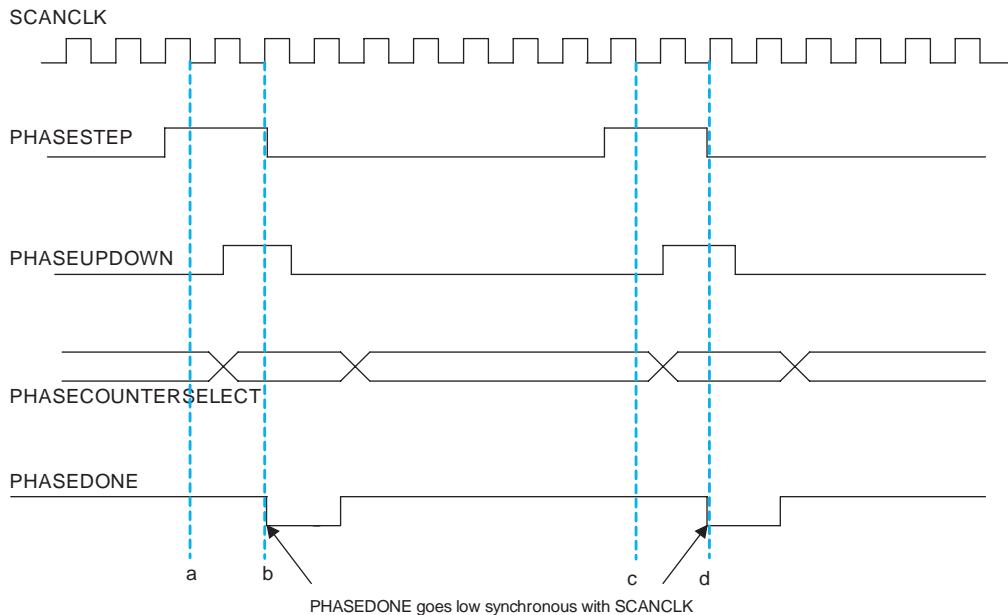 SCANCLK
PHASESTEP
PHASEUPDOWN
PHASECOUNTERSELECT
PHASEDONE
a b c d
PHASEDONE goes low synchronous with SCANCLK